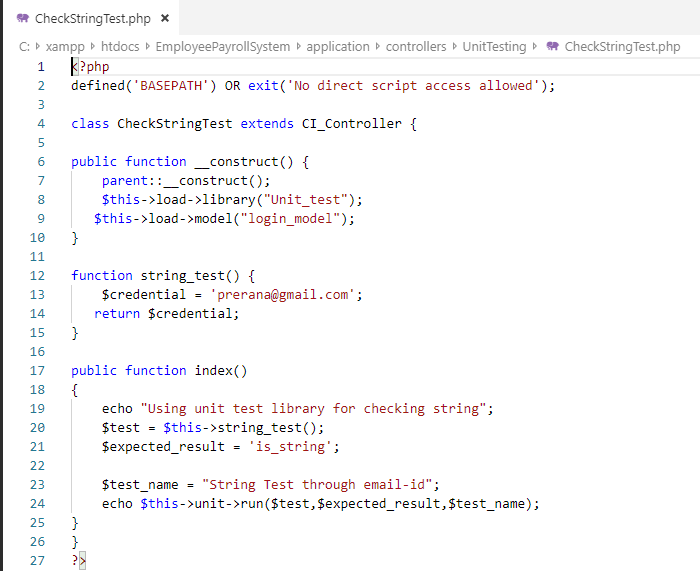 CheckStringTest.php ×
C: > xampp > htdocs > EmployeePayrollSystem > application > controllers > UnitTesting > CheckStringTest.php
1 <?php
2 defined('BASEPATH') OR exit('No direct script access allowed');
3
4 class CheckStringTest extends CI_Controller {
5
6 public function __construct() {
7     parent::__construct();
8     $this->load->library("Unit_test");
9    $this->load->model("login_model");
10 }
11
12 function string_test() {
13     $credential = 'prerana@gmail.com';
14    return $credential;
15 }
16
17 public function index()
18 {
19     echo "Using unit test library for checking string";
20     $test = $this->string_test();
21     $expected_result = 'is_string';
22
23     $test_name = "String Test through email-id";
24     echo $this->unit->run($test,$expected_result,$test_name);
25 }
26 }
27 ?>